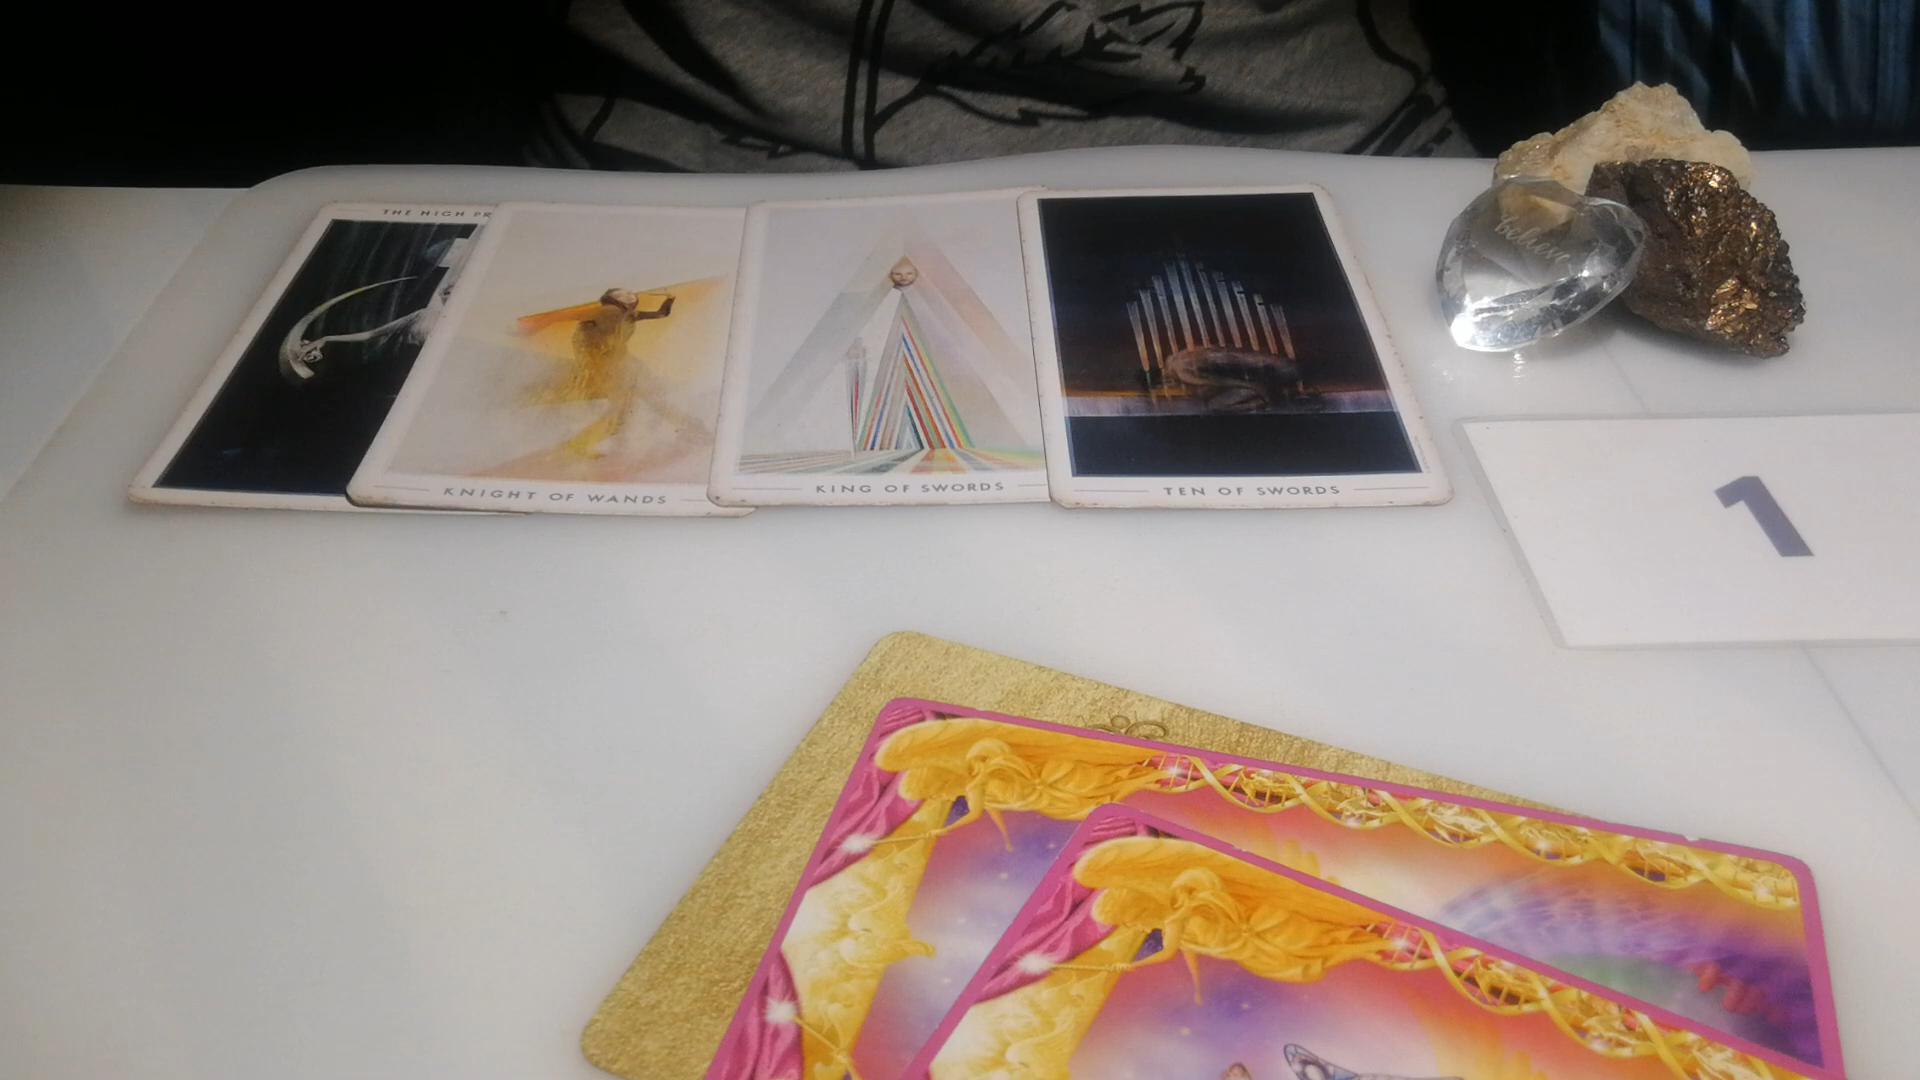 THE HIGH PR
KNIGHT OF WANDS
KING OF SWORDS
TEN OF SWORDS
believe
1